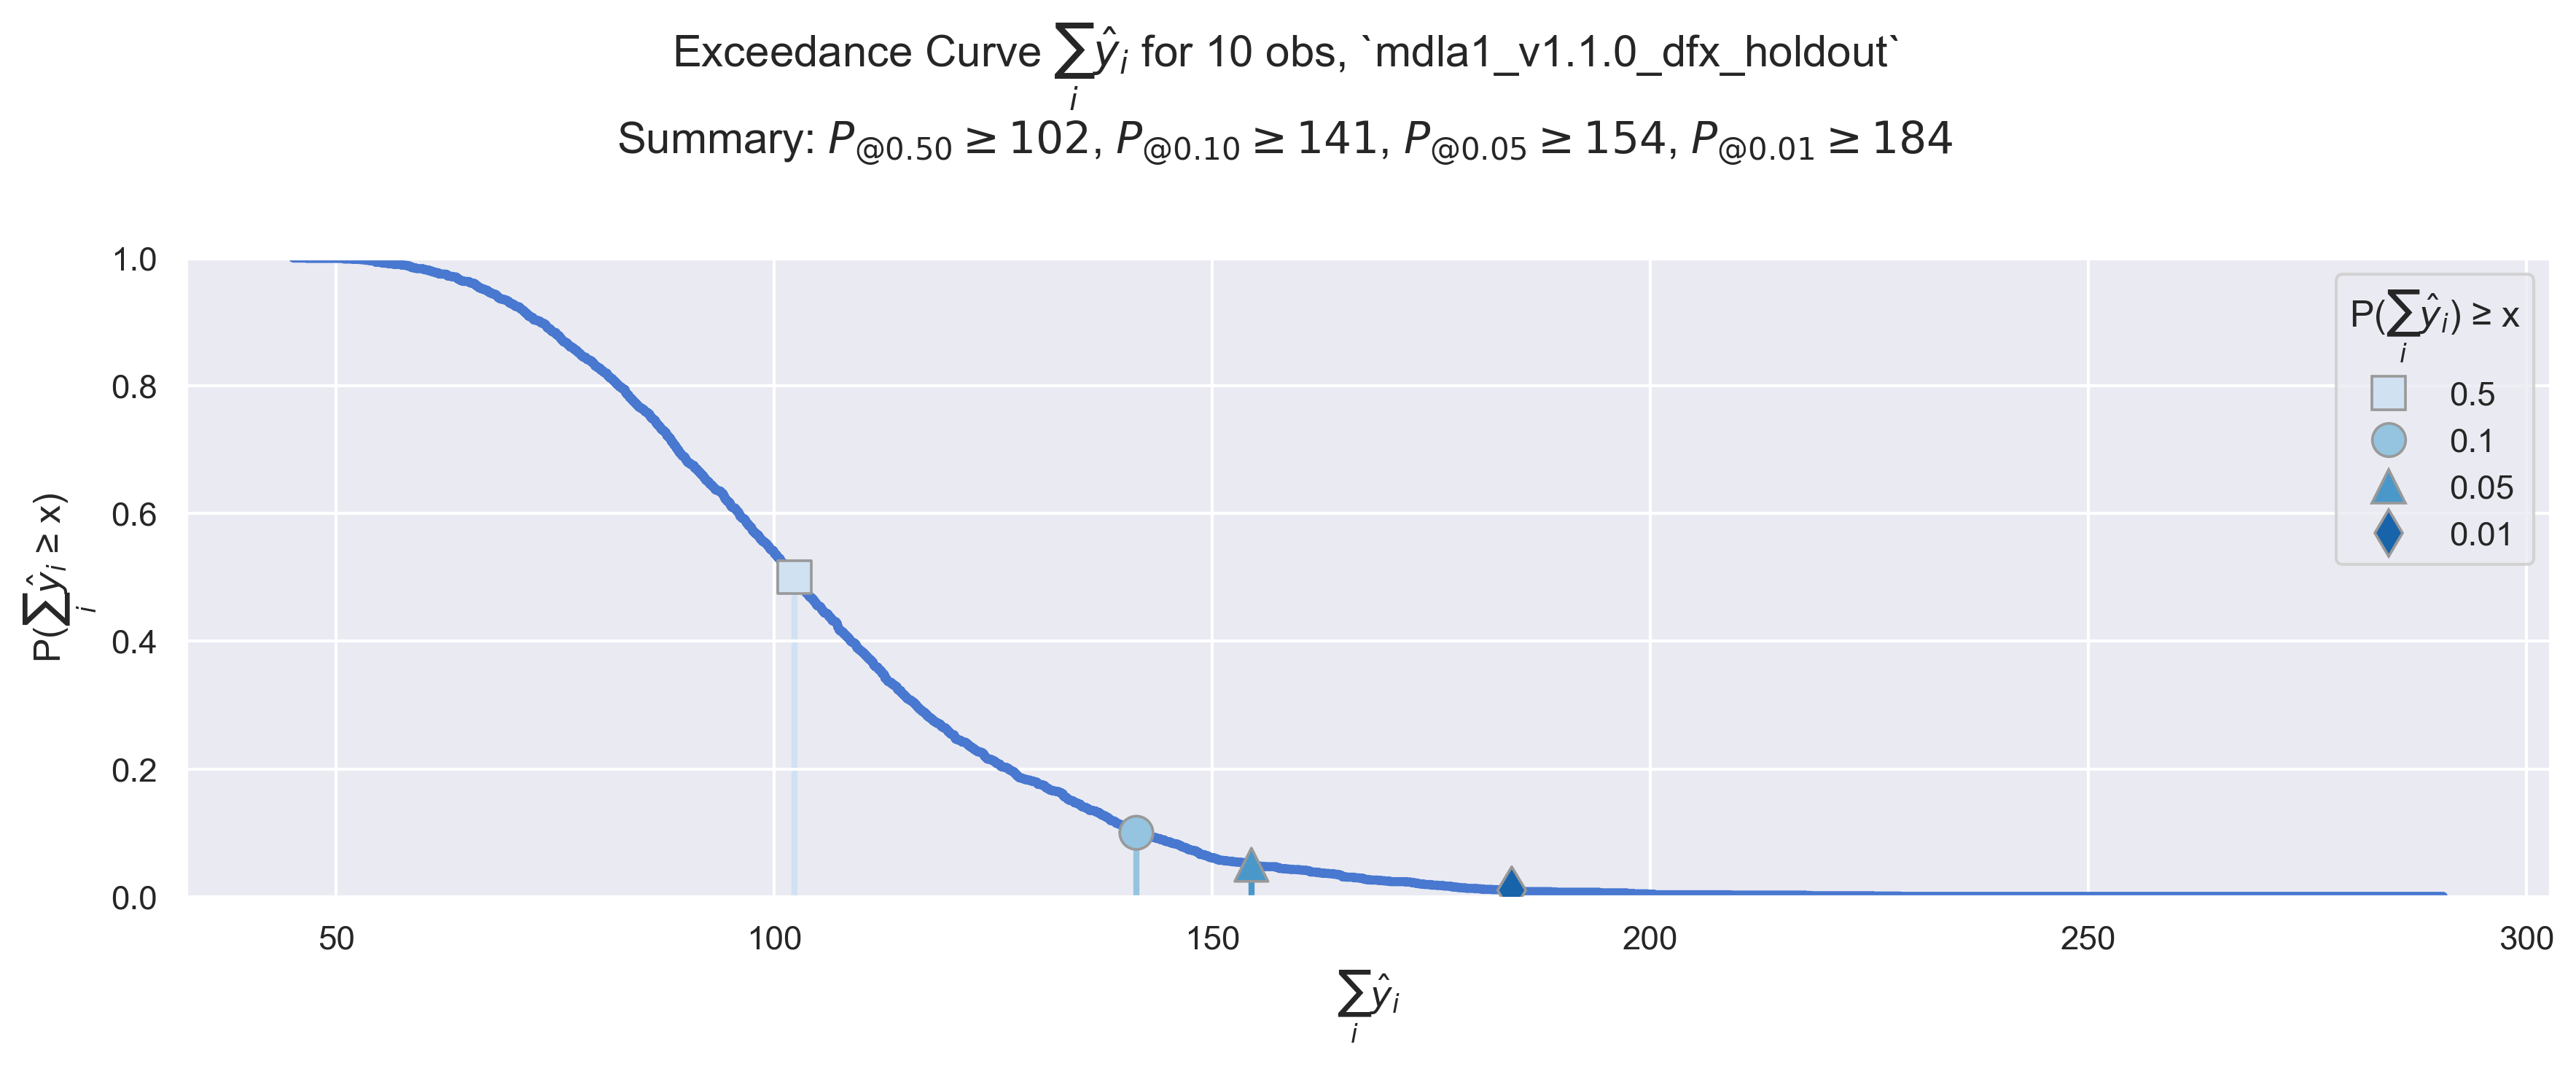 Exceedance Curve ∑ᵢ ŷᵢ for 10 obs, `mdla1_v1.1.0_dfx_holdout`
Summary: P@0.50 ≥ 102, P@0.10 ≥ 141, P@0.05 ≥ 154, P@0.01 ≥ 184
P(∑ᵢ ŷᵢ ≥ x)
1.0
0.8
0.6
0.4
0.2
0.0
P(∑ᵢ ŷᵢ) ≥ x
0.5
0.1
0.05
0.01
50 100 150 200 250 300
∑ᵢ ŷᵢ